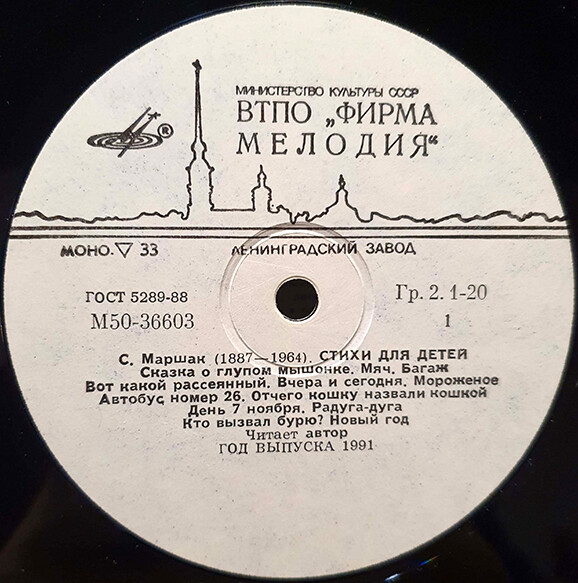 МИНИСТЕРСТВО КУЛЬТУРЫ СССР
ВТПО „ФИРМА
МЕЛОДИЯ“
®
МОНО. ▽ 33
ЛЕНИНГРАДСКИЙ ЗАВОД
ГОСТ 5289-88
Гр. 2. 1-20
М50-36603
1
С. Маршак (1887—1964). СТИХИ ДЛЯ ДЕТЕЙ
Сказка о глупом мышонке. Мяч. Багаж
Вот какой рассеянный. Вчера и сегодня. Мороженое
Автобус номер 26. Отчего кошку назвали кошкой
День 7 ноября. Радуга-дуга
Кто вызвал бурю? Новый год
Читает автор
ГОД ВЫПУСКА 1991